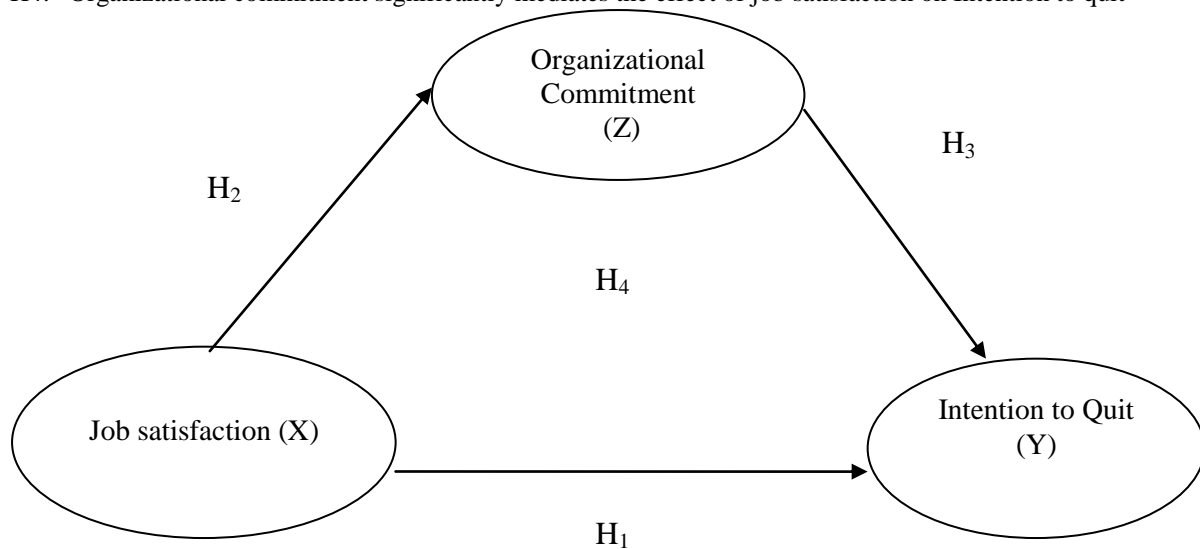 Organizational commitment significantly mediates the effect of job satisfaction on intention to quit
Organizational
Commitment
(Z)
H3
H2
H4
Job satisfaction (X)
Intention to Quit
(Y)
H1